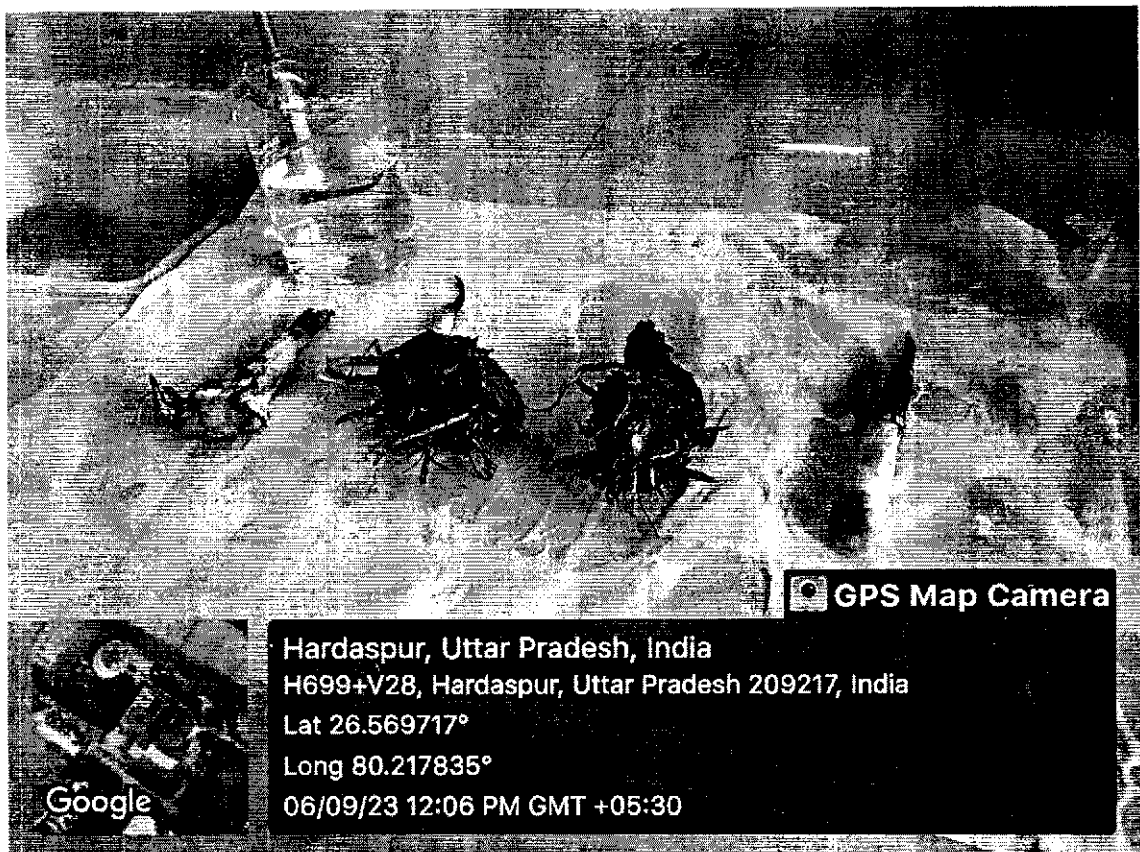 GPS Map Camera
Hardaspur, Uttar Pradesh, India
H699+V28, Hardaspur, Uttar Pradesh 209217, India
Lat 26.569717°
Long 80.217835°
06/09/23 12:06 PM GMT +05:30
Google